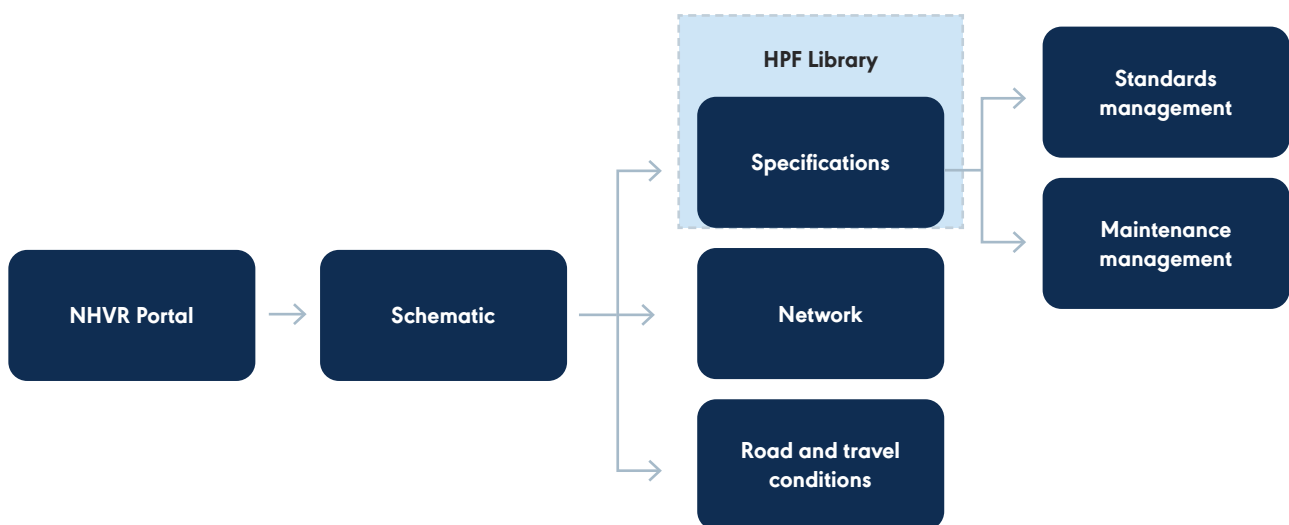 NHVR Portal
Schematic
HPF Library
Specifications
Network
Road and travel
conditions
Standards
management
Maintenance
management